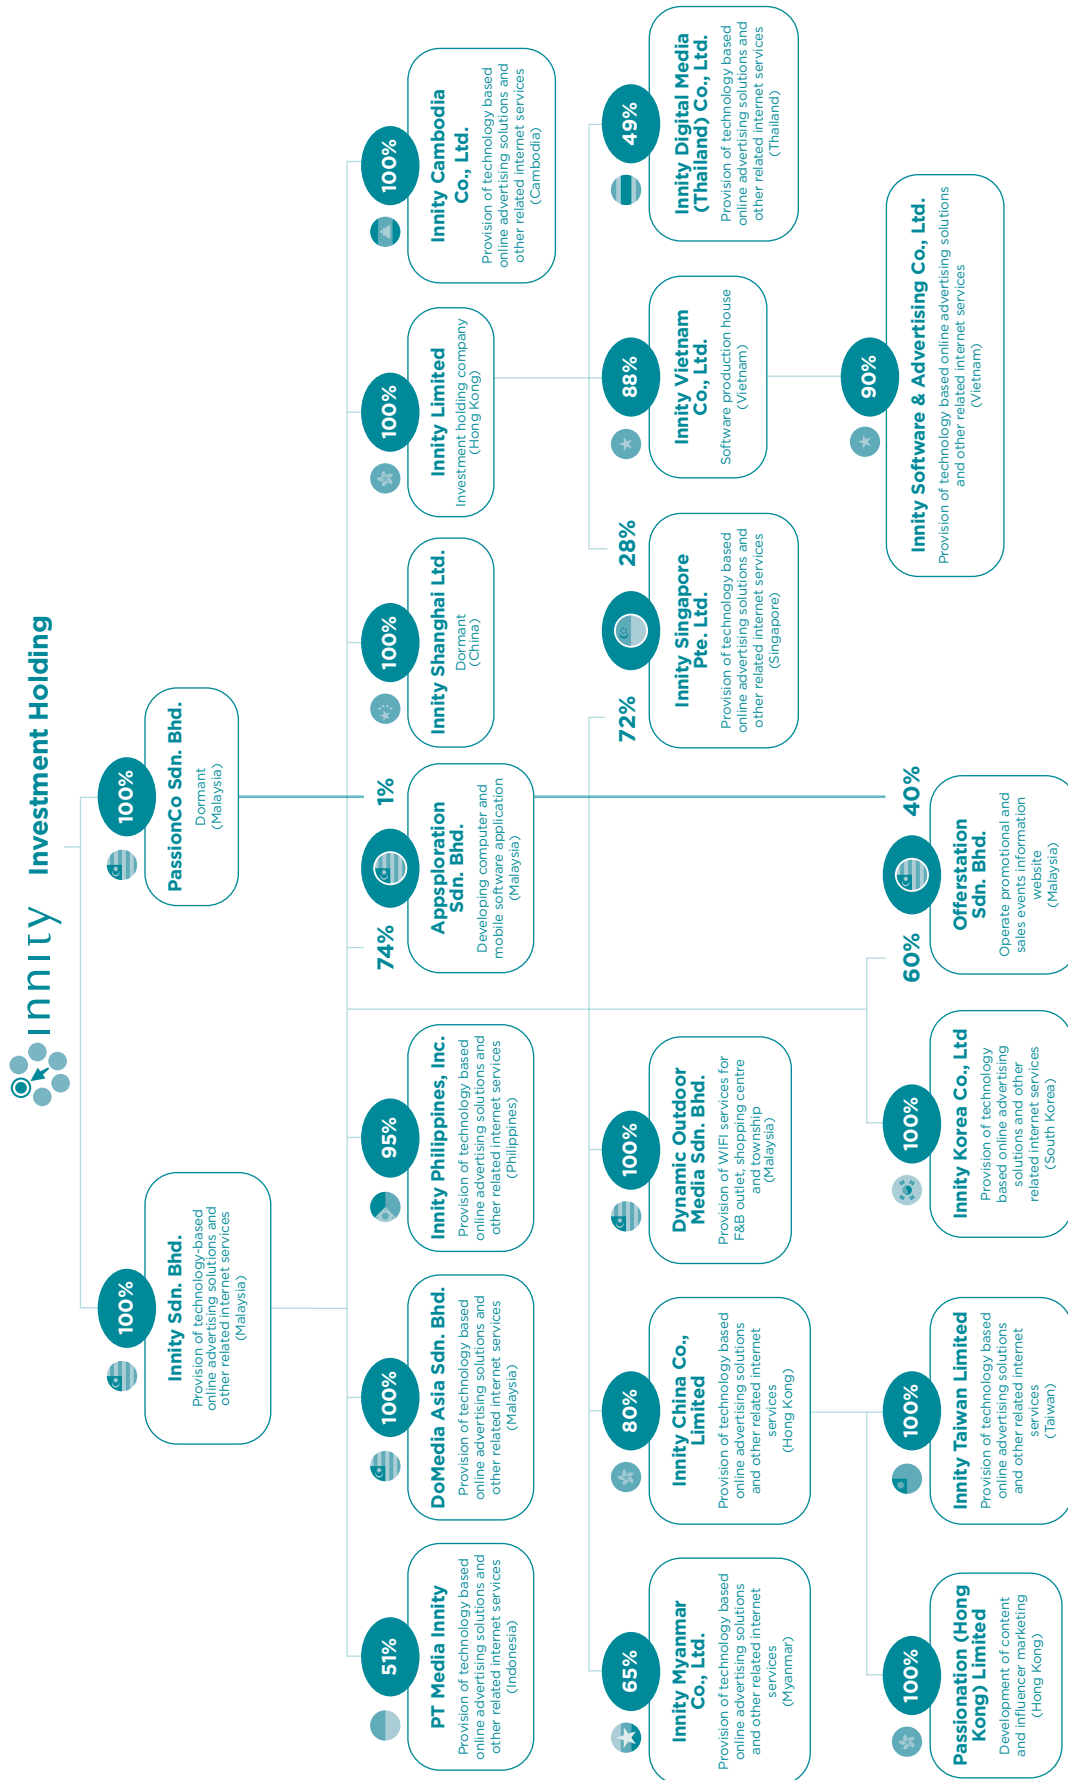 INNITY Investment Holding
100%
Innity Sdn. Bhd.
Provision of technology-based
online advertising solutions and
other related internet services
(Malaysia)
100%
PassionCo Sdn. Bhd.
Dormant
(Malaysia)
51%
PT Media Innity
Provision of technology based
online advertising solutions and
other related internet services
(Indonesia)
100%
DoMedia Asia Sdn. Bhd.
Provision of technology based
online advertising solutions and
other related internet services
(Malaysia)
95%
Innity Philippines, Inc.
Provision of technology based
online advertising solutions and
other related internet services
(Philippines)
74%
1%
Appsploration
Sdn. Bhd.
Developing computer and
mobile software application
(Malaysia)
100%
Innity Shanghai Ltd.
Dormant
(China)
100%
Innity Limited
Investment holding company
(Hong Kong)
100%
Innity Cambodia
Co., Ltd.
Provision of technology based
online advertising solutions and
other related internet services
(Cambodia)
65%
Innity Myanmar
Co., Ltd.
Provision of technology based
online advertising solutions
and other related internet
services
(Myanmar)
80%
Innity China Co.,
Limited
Provision of technology based
online advertising solutions
and other related internet
services
(Hong Kong)
100%
Dynamic Outdoor
Media Sdn. Bhd.
Provision of WIFI services for
F&B outlet, shopping centre
and township
(Malaysia)
72%
28%
Innity Singapore
Pte. Ltd.
Provision of technology based
online advertising solutions and
other related internet services
(Singapore)
88%
Innity Vietnam
Co., Ltd.
Software production house
(Vietnam)
49%
Innity Digital Media
(Thailand) Co., Ltd.
Provision of technology based
online advertising solutions and
other related internet services
(Thailand)
100%
Passionation (Hong
Kong) Limited
Development of content
and influencer marketing
(Hong Kong)
100%
Innity Taiwan Limited
Provision of technology based
online advertising solutions
and other related internet
services
(Taiwan)
100%
Innity Korea Co., Ltd
Provision of technology
based online advertising
solutions and other
related internet services
(South Korea)
60%
40%
Offerstation
Sdn. Bhd.
Operate promotional and
sales events information
website
(Malaysia)
90%
Innity Software & Advertising Co., Ltd.
Provision of technology based online advertising solutions
and other related internet services
(Vietnam)